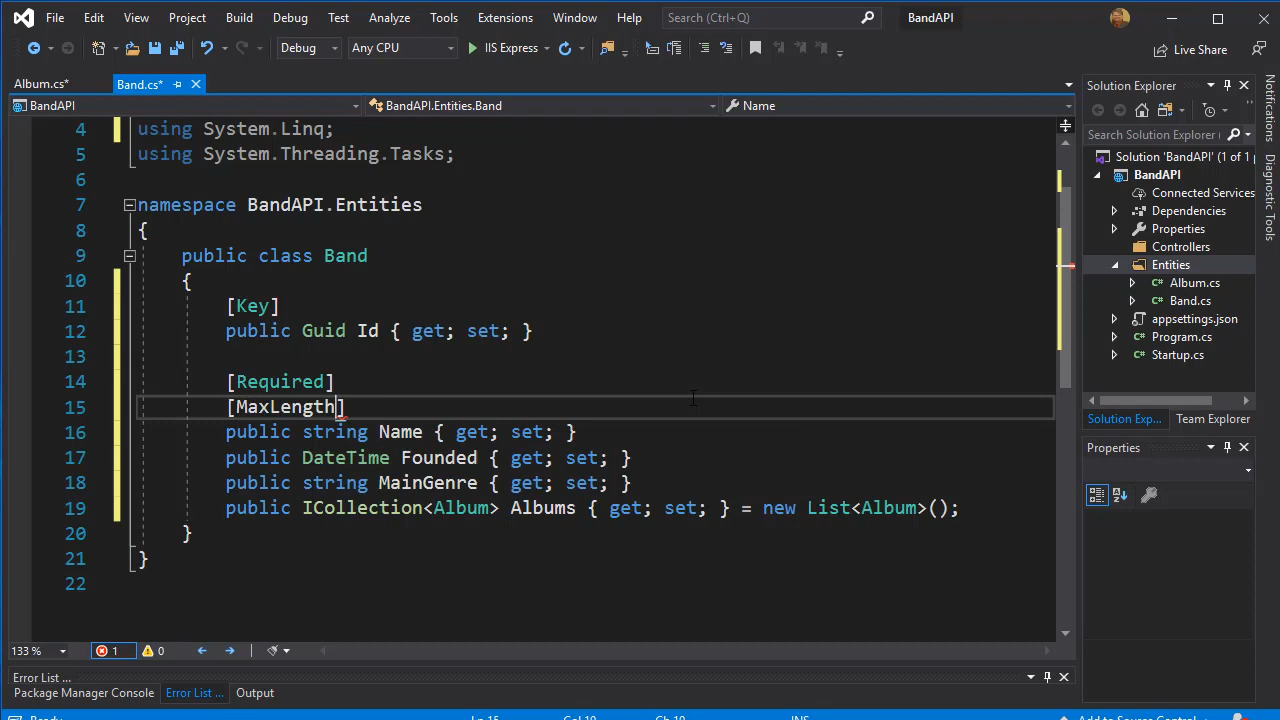 File Edit View Project Build Debug Test Analyze Tools Extensions Window Help Search (Ctrl+Q) BandAPI
Debug Any CPU IIS Express Live Share
Album.cs* Band.cs*
BandAPI BandAPI.Entities.Band Name
4 using System.Linq;
5 using System.Threading.Tasks;
6
7 namespace BandAPI.Entities
8 {
9 public class Band
10 {
11 [Key]
12 public Guid Id { get; set; }
13
14 [Required]
15 [MaxLength]
16 public string Name { get; set; }
17 public DateTime Founded { get; set; }
18 public string MainGenre { get; set; }
19 public ICollection<Album> Albums { get; set; } = new List<Album>();
20 }
21 }
22
133 % 1 0
Error List ...
Package Manager Console Error List ... Output
Solution Explorer
Search Solution Explorer
Solution 'BandAPI' (1 of 1 p
BandAPI
Connected Services
Dependencies
Properties
Controllers
Entities
C# Album.cs
C# Band.cs
appsettings.json
C# Program.cs
C# Startup.cs
Solution Exp... Team Explorer
Properties
Notifications
Diagnostic Tools